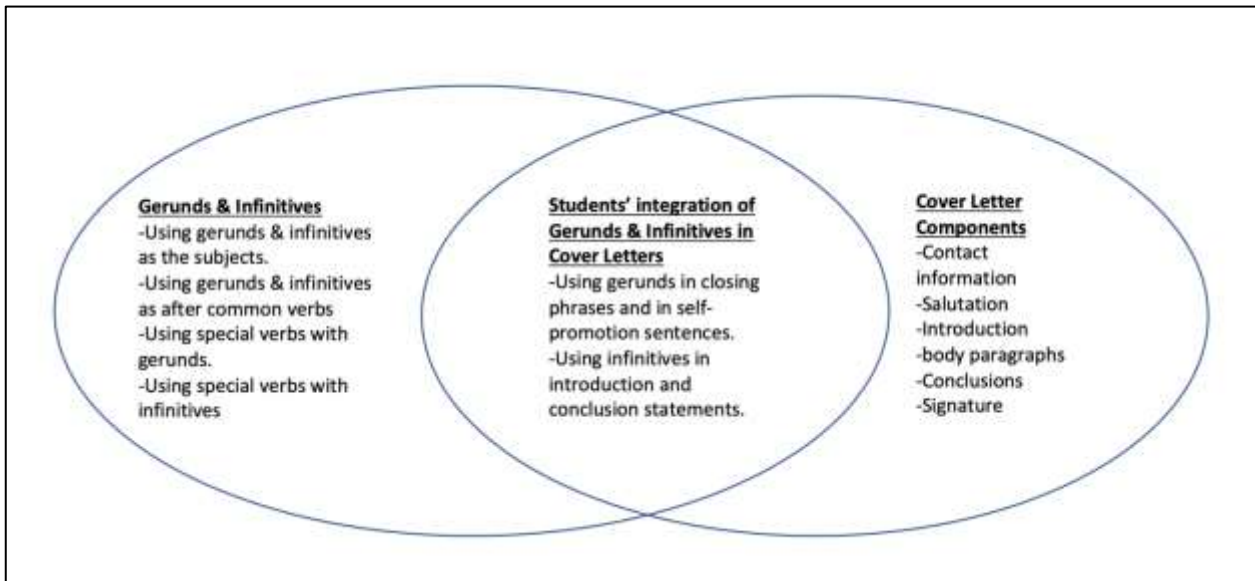 Gerunds & Infinitives
-Using gerunds & infinitives
as the subjects.
-Using gerunds & infinitives
as after common verbs
-Using special verbs with
gerunds.
-Using special verbs with
infinitives
Students’ integration of
Gerunds & Infinitives in
Cover Letters
-Using gerunds in closing
phrases and in self-
promotion sentences.
-Using infinitives in
introduction and
conclusion statements.
Cover Letter
Components
-Contact
information
-Salutation
-Introduction
-body paragraphs
-Conclusions
-Signature